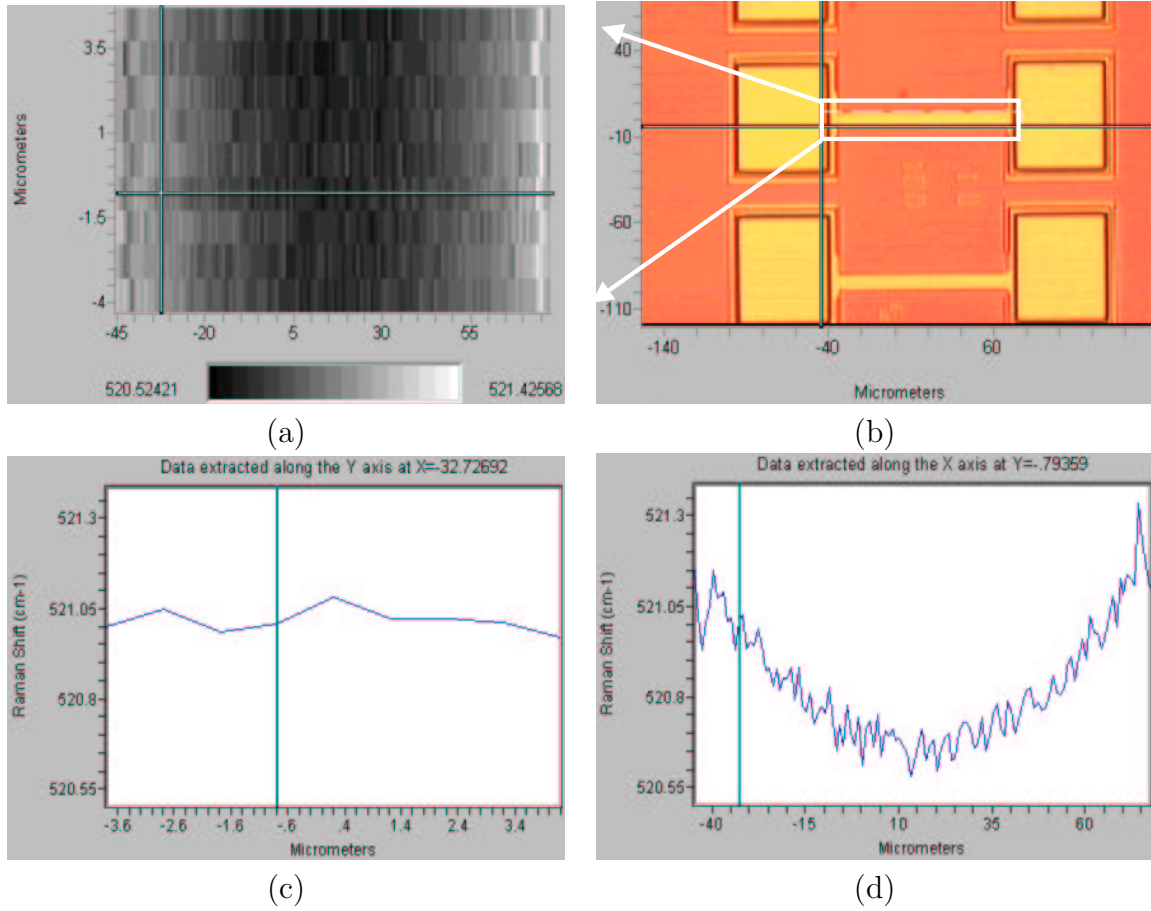 Micrometers
3.5
1
-1.5
-4
-45 -20 5 30 55
520.52421 521.42568
(a)
40
-10
-60
-110
-140 -40 60
Micrometers
(b)
Data extracted along the Y axis at X=-32.72692
Raman Shift (cm-1)
521.3
521.05
520.8
520.55
-3.6 -2.6 -1.6 -.6 .4 1.4 2.4 3.4
Micrometers
(c)
Data extracted along the X axis at Y=-.79359
Raman Shift (cm-1)
521.3
521.05
520.8
520.55
-40 -15 10 35 60
Micrometers
(d)